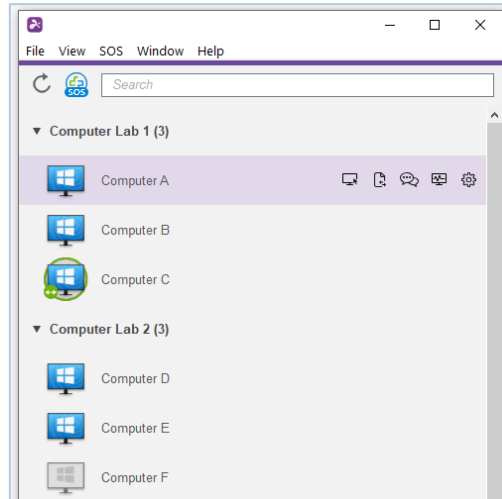 File View SOS Window Help
SOS Search
▼ Computer Lab 1 (3)
Computer A
Computer B
Computer C
▼ Computer Lab 2 (3)
Computer D
Computer E
Computer F